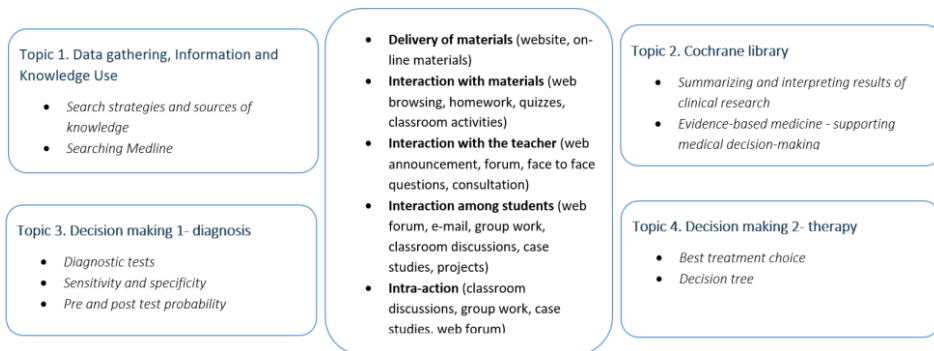 Topic 1. Data gathering, Information and
Knowledge Use
• Search strategies and sources of
knowledge
• Searching Medline
• Delivery of materials (website, on-
line materials)
• Interaction with materials (web
browsing, homework, quizzes,
classroom activities)
• Interaction with the teacher (web
announcement, forum, face to face
questions, consultation)
• Interaction among students (web
forum, e-mail, group work,
classroom discussions, case
studies, projects)
• Intra-action (classroom
discussions, group work, case
studies, web forum)
Topic 2. Cochrane library
• Summarizing and interpreting results of
clinical research
• Evidence-based medicine - supporting
medical decision-making
Topic 3. Decision making 1- diagnosis
• Diagnostic tests
• Sensitivity and specificity
• Pre and post test probability
Topic 4. Decision making 2- therapy
• Best treatment choice
• Decision tree